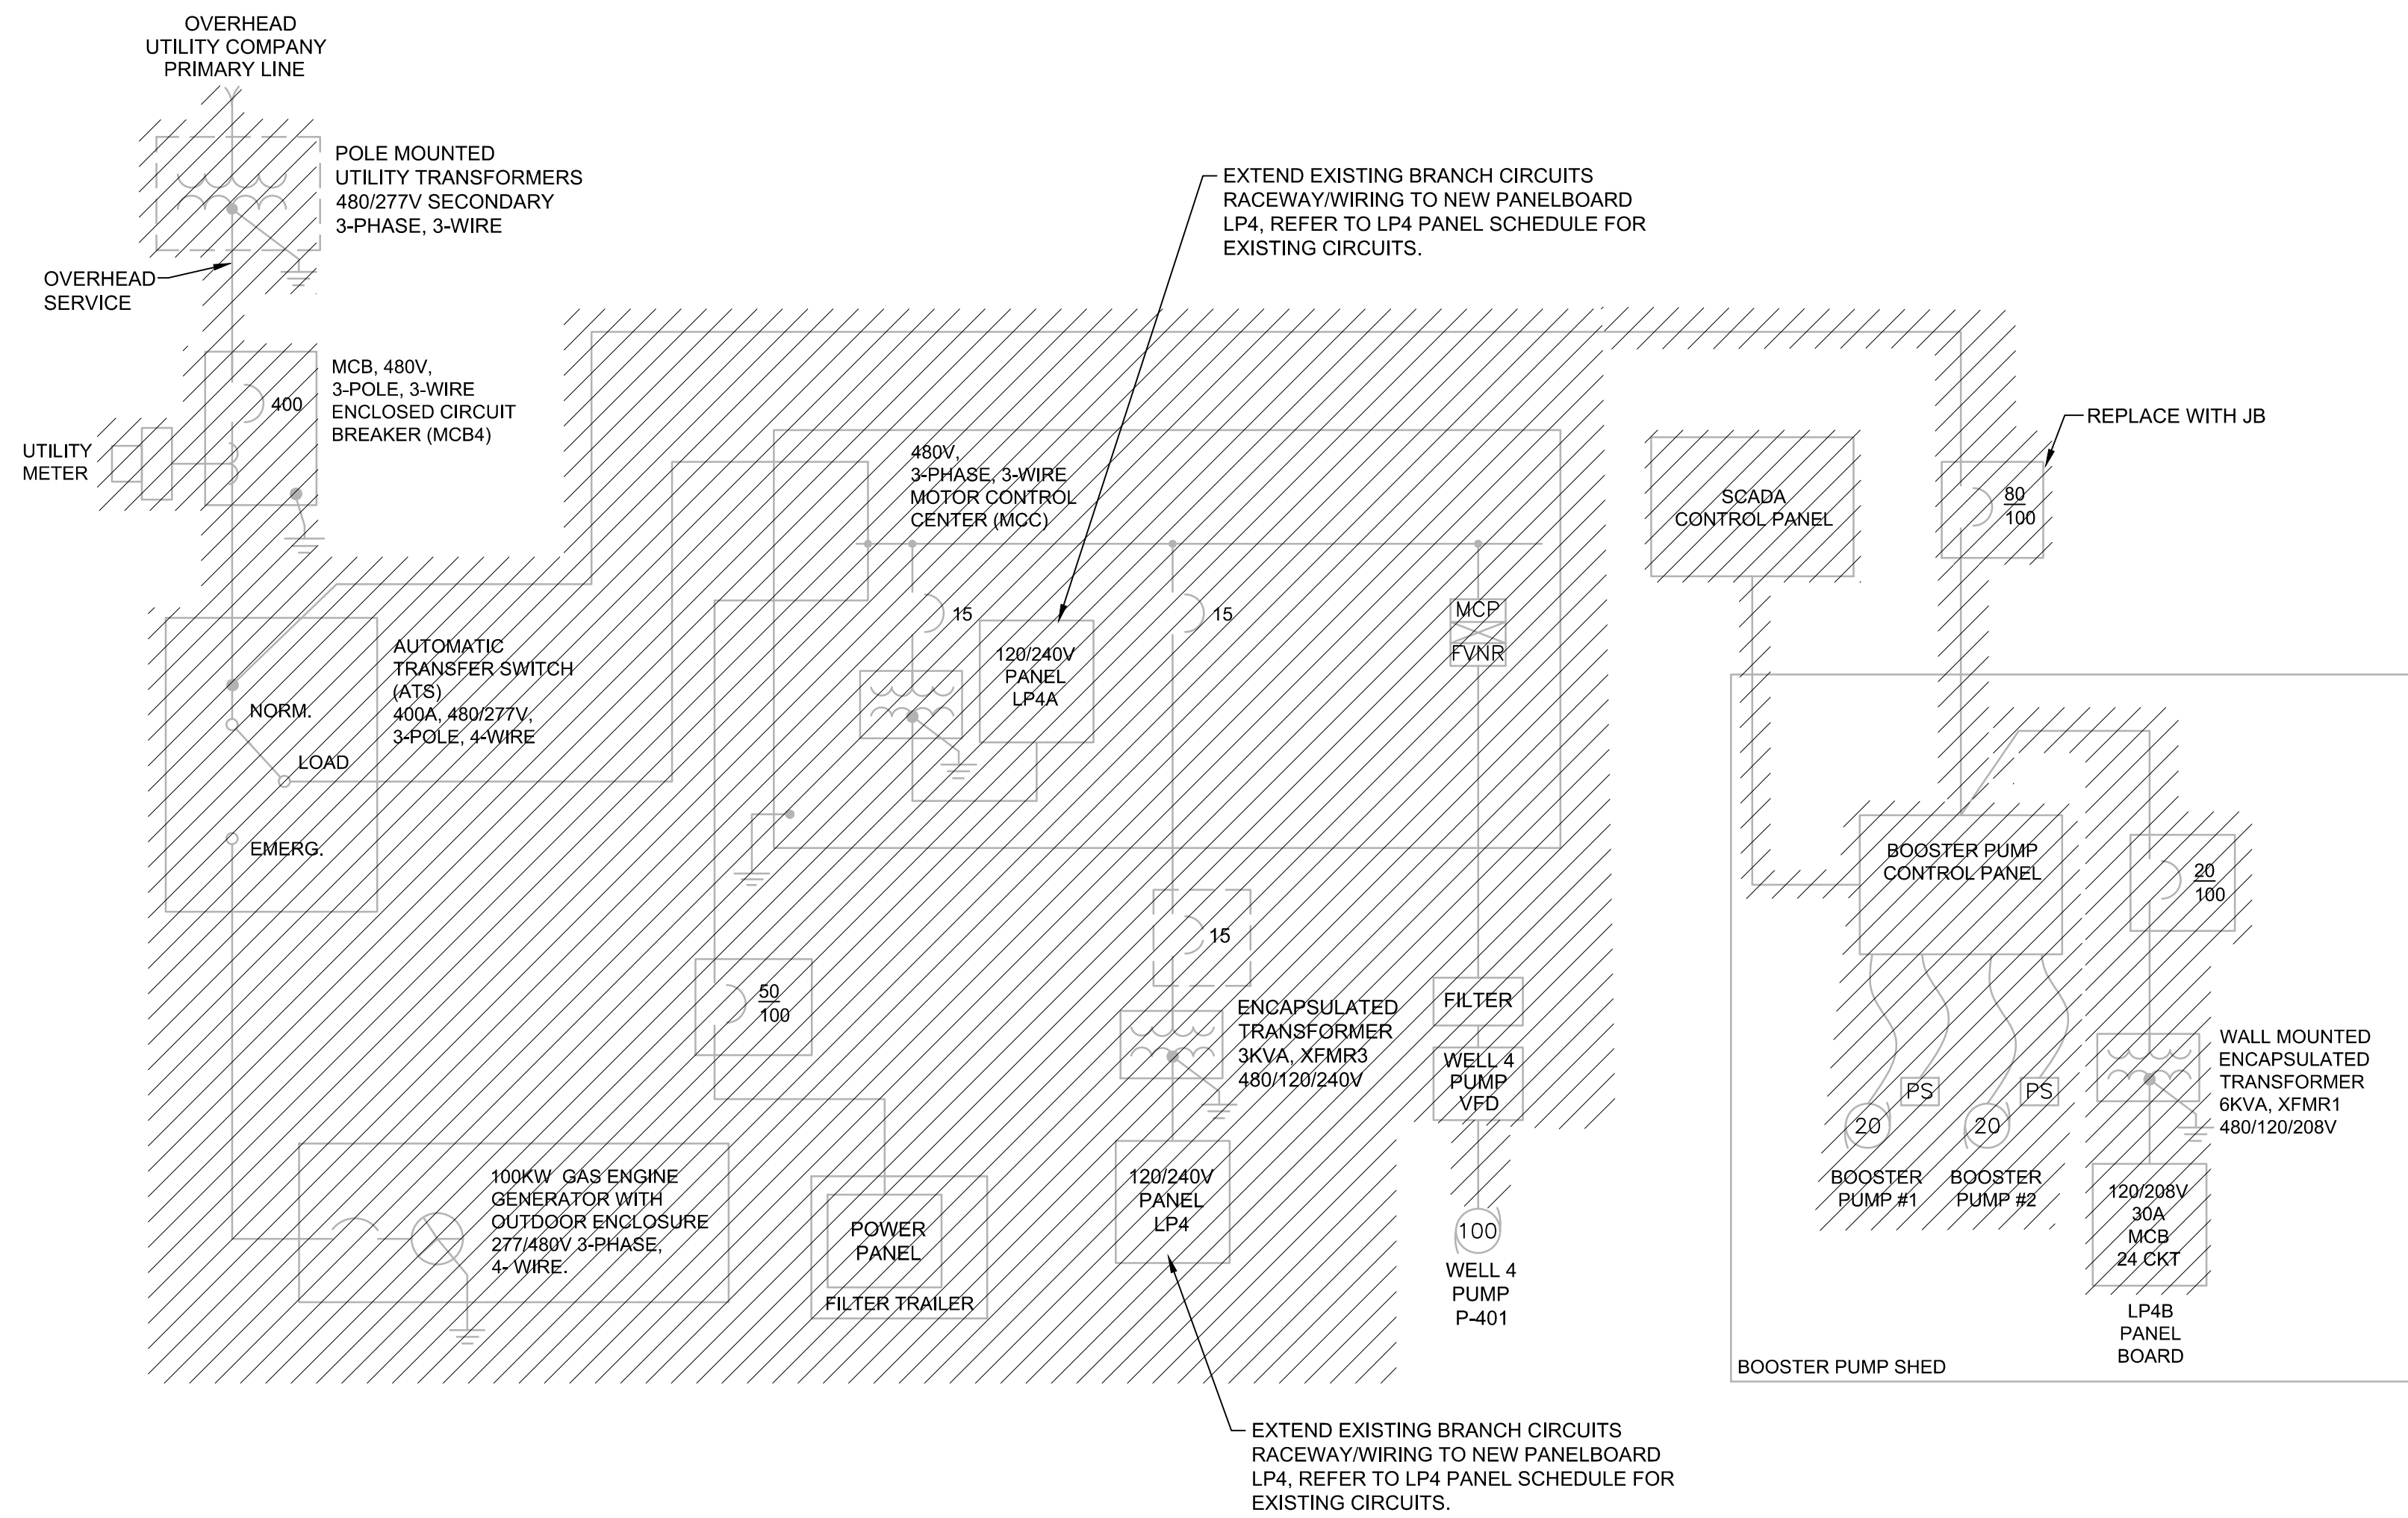 OVERHEAD
UTILITY COMPANY
PRIMARY LINE
POLE MOUNTED
UTILITY TRANSFORMERS
480/277V SECONDARY
3-PHASE, 3-WIRE
OVERHEAD
SERVICE
EXTEND EXISTING BRANCH CIRCUITS
RACEWAY/WIRING TO NEW PANELBOARD
LP4, REFER TO LP4 PANEL SCHEDULE FOR
EXISTING CIRCUITS.
MCB, 480V,
3-POLE, 3-WIRE
ENCLOSED CIRCUIT
BREAKER (MCB4)
400
UTILITY
METER
480V,
3-PHASE, 3-WIRE
MOTOR CONTROL
CENTER (MCC)
SCADA
CONTROL PANEL
REPLACE WITH JB
80
100
15
15
MCP
FVNR
120/240V
PANEL
LP4A
AUTOMATIC
TRANSFER SWITCH
(ATS)
400A, 480/277V,
3-POLE, 4-WIRE
NORM.
LOAD
EMERG.
BOOSTER PUMP
CONTROL PANEL
20
100
15
50
100
ENCAPSULATED
TRANSFORMER
3KVA, XFMR3
480/120/240V
FILTER
WELL 4
PUMP
VFD
WALL MOUNTED
ENCAPSULATED
TRANSFORMER
6KVA, XFMR1
480/120/208V
PS
PS
20
20
BOOSTER
PUMP #1
BOOSTER
PUMP #2
100KW GAS ENGINE
GENERATOR WITH
OUTDOOR ENCLOSURE
277/480V 3-PHASE,
4- WIRE.
POWER
PANEL
FILTER TRAILER
120/240V
PANEL
LP4
100
WELL 4
PUMP
P-401
120/208V
30A
MCB
24 CKT
LP4B
PANEL
BOARD
BOOSTER PUMP SHED
EXTEND EXISTING BRANCH CIRCUITS
RACEWAY/WIRING TO NEW PANELBOARD
LP4, REFER TO LP4 PANEL SCHEDULE FOR
EXISTING CIRCUITS.